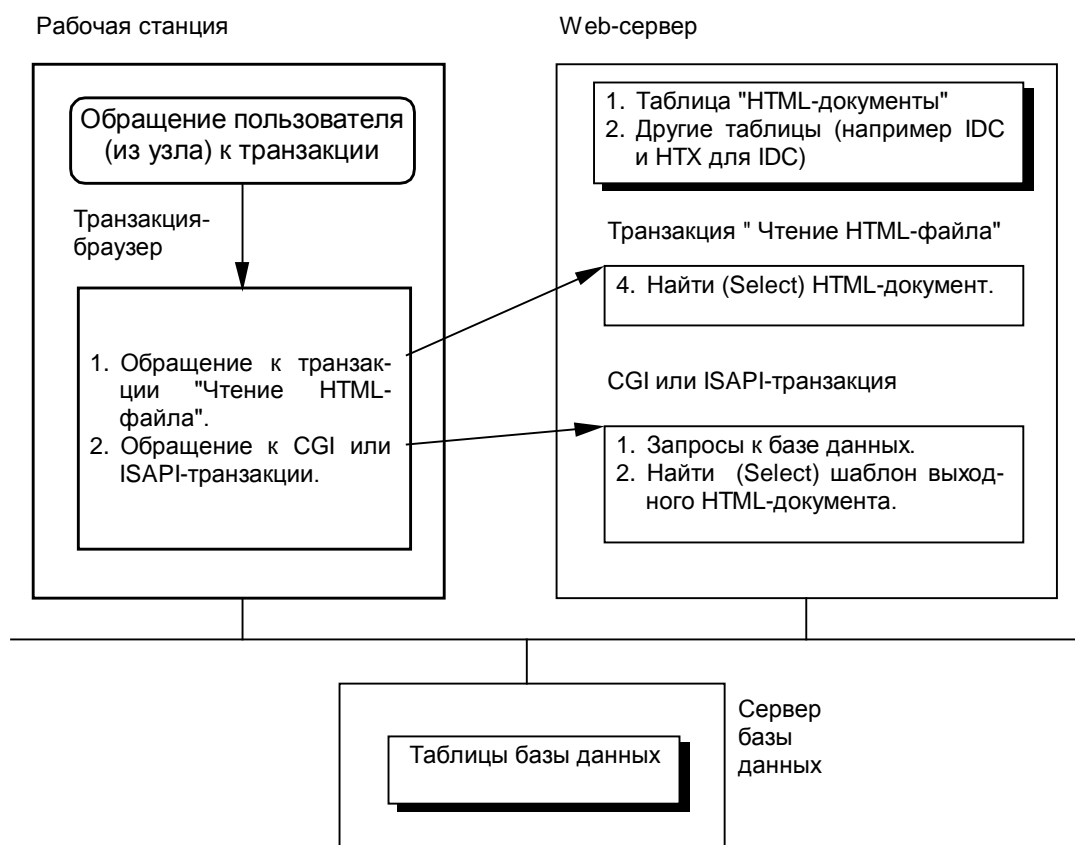 Рабочая станция
Web-сервер
Обращение пользователя
(из узла) к транзакции
Транзакция-
браузер
1. Обращение к транзак-
ции "Чтение HTML-
файла".
2. Обращение к CGI или
ISAPI-транзакции.
1. Таблица "HTML-документы"
2. Другие таблицы (например IDC
и HTX для IDC)
Транзакция " Чтение HTML-файла"
4. Найти (Select) HTML-документ.
CGI или ISAPI-транзакция
1. Запросы к базе данных.
2. Найти (Select) шаблон выход-
ного HTML-документа.
Таблицы базы данных
Сервер
базы
данных